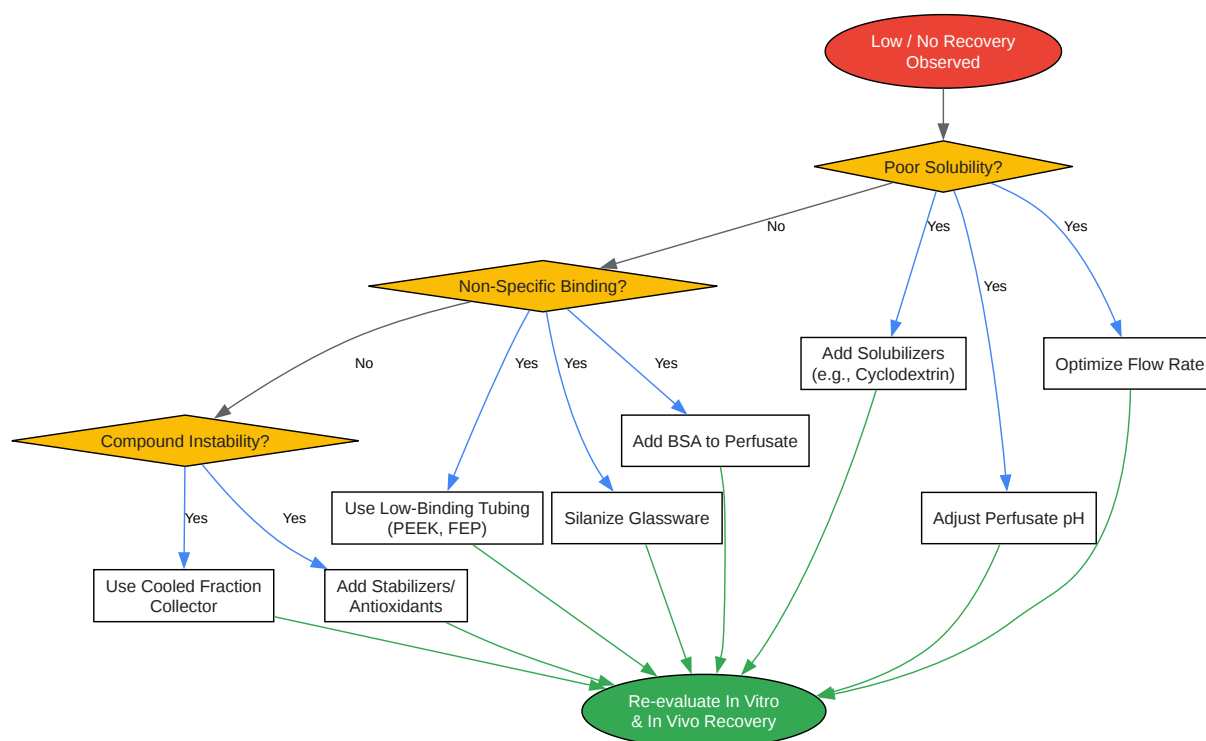 Low / No Recovery
Observed
Poor Solubility?
No
Yes
Yes
Yes
Non-Specific Binding?
Add Solubilizers
(e.g., Cyclodextrin)
Optimize Flow Rate
No
Yes
Yes
Yes
Compound Instability?
Add BSA to Perfusate
Use Low-Binding Tubing
(PEEK, FEP)
Silanize Glassware
Adjust Perfusate pH
Yes
Yes
Use Cooled Fraction
Collector
Add Stabilizers/
Antioxidants
Re-evaluate In Vitro
& In Vivo Recovery